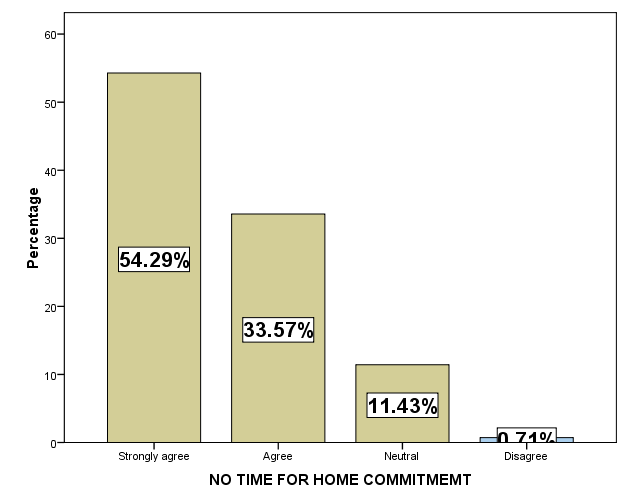 60
50
40
30
20
10
0
Percentage
54.29%
33.57%
11.43%
0.71%
Strongly agree
Agree
Neutral
Disagree
NO TIME FOR HOME COMMITMEMT